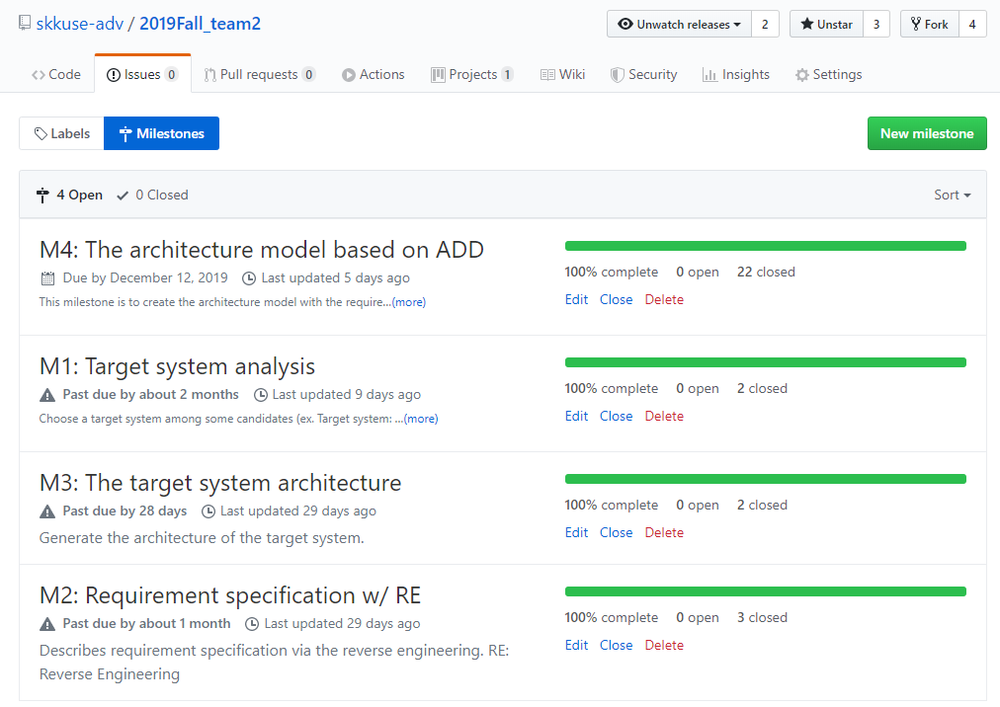 skkuse-adv / 2019Fall_team2
Unwatch releases 2 Unstar 3 Fork 4
Code Issues 0 Pull requests 0 Actions Projects 1 Wiki Security Insights Settings
Labels Milestones New milestone
4 Open 0 Closed Sort
M4: The architecture model based on ADD
Due by December 12, 2019 Last updated 5 days ago
This milestone is to create the architecture model with the require...(more)
100% complete 0 open 22 closed
Edit Close Delete
M1: Target system analysis
Past due by about 2 months Last updated 9 days ago
Choose a target system among some candidates (ex. Target system: ...(more)
100% complete 0 open 2 closed
Edit Close Delete
M3: The target system architecture
Past due by 28 days Last updated 29 days ago
Generate the architecture of the target system.
100% complete 0 open 2 closed
Edit Close Delete
M2: Requirement specification w/ RE
Past due by about 1 month Last updated 29 days ago
Describes requirement specification via the reverse engineering. RE:
Reverse Engineering
100% complete 0 open 3 closed
Edit Close Delete